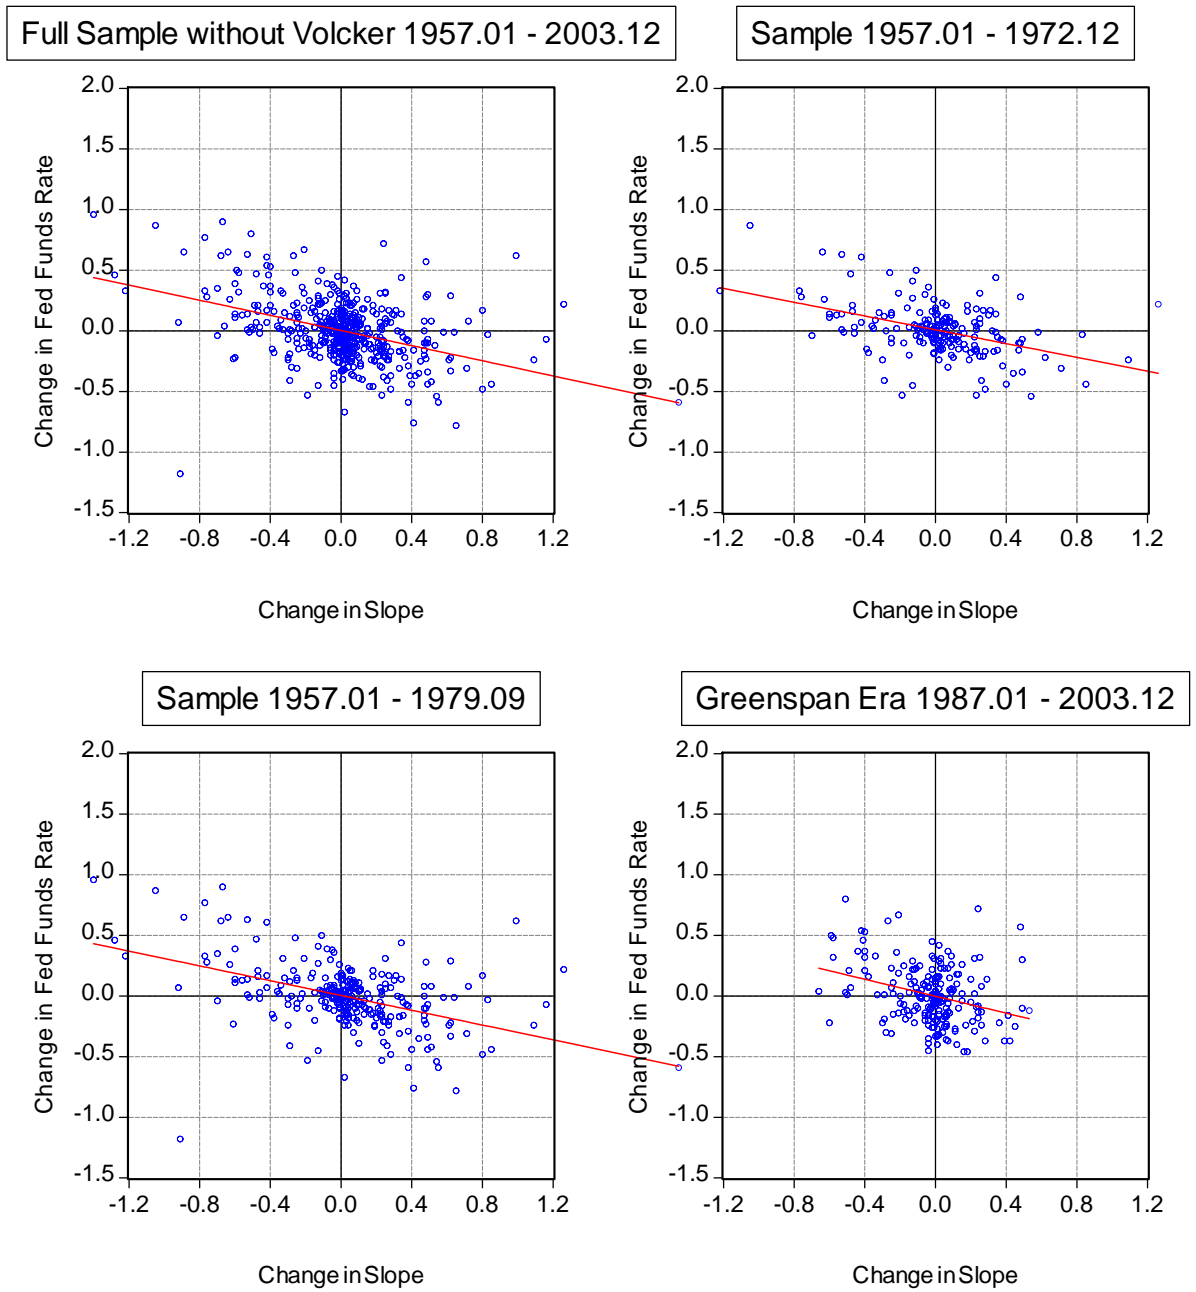 Full Sample without Volcker 1957.01 - 2003.12
Sample 1957.01 - 1972.12
Change in Fed Funds Rate
2.0
1.5
1.0
0.5
0.0
-0.5
-1.0
-1.5
-1.2 -0.8 -0.4 0.0 0.4 0.8 1.2
Change in Slope
Change in Fed Funds Rate
2.0
1.5
1.0
0.5
0.0
-0.5
-1.0
-1.5
-1.2 -0.8 -0.4 0.0 0.4 0.8 1.2
Change in Slope
Sample 1957.01 - 1979.09
Greenspan Era 1987.01 - 2003.12
Change in Fed Funds Rate
2.0
1.5
1.0
0.5
0.0
-0.5
-1.0
-1.5
-1.2 -0.8 -0.4 0.0 0.4 0.8 1.2
Change in Slope
Change in Fed Funds Rate
2.0
1.5
1.0
0.5
0.0
-0.5
-1.0
-1.5
-1.2 -0.8 -0.4 0.0 0.4 0.8 1.2
Change in Slope